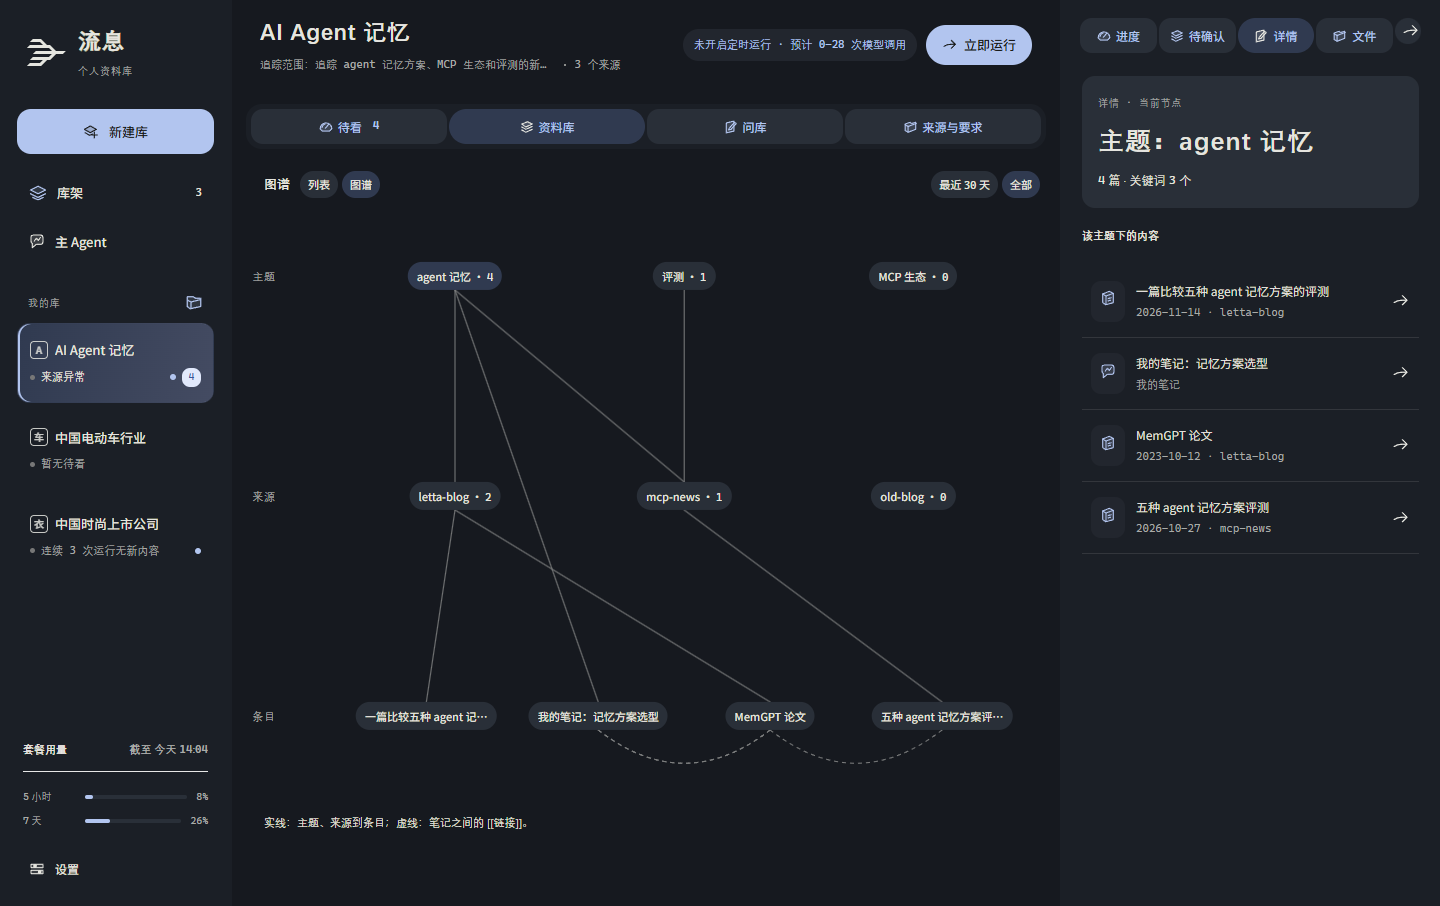 流息
个人资料库
新建库
库架 3
主 Agent
我的库
A AI Agent 记忆
来源异常 4
车 中国电动车行业
暂无待看
衣 中国时尚上市公司
连续 3 次运行无新内容
套餐用量 截至 今天 14:04
5 小时 8%
7 天 26%
设置
AI Agent 记忆
追踪范围：追踪 agent 记忆方案、MCP 生态和评测的新… · 3 个来源
未开启定时运行 · 预计 0–28 次模型调用
立即运行
待看 4
资料库
问库
来源与要求
图谱 列表 图谱
最近 30 天 全部
主题 agent 记忆 · 4 评测 · 1 MCP 生态 · 0
来源 letta-blog · 2 mcp-news · 1 old-blog · 0
条目 一篇比较五种 agent 记… 我的笔记：记忆方案选型 MemGPT 论文 五种 agent 记忆方案评…
实线：主题、来源到条目；虚线：笔记之间的 [[链接]]。
进度 待确认 详情 文件
详情 · 当前节点
主题：agent 记忆
4 篇 · 关键词 3 个
该主题下的内容
一篇比较五种 agent 记忆方案的评测
2026-11-14 · letta-blog
我的笔记：记忆方案选型
我的笔记
MemGPT 论文
2023-10-12 · letta-blog
五种 agent 记忆方案评测
2026-10-27 · mcp-news